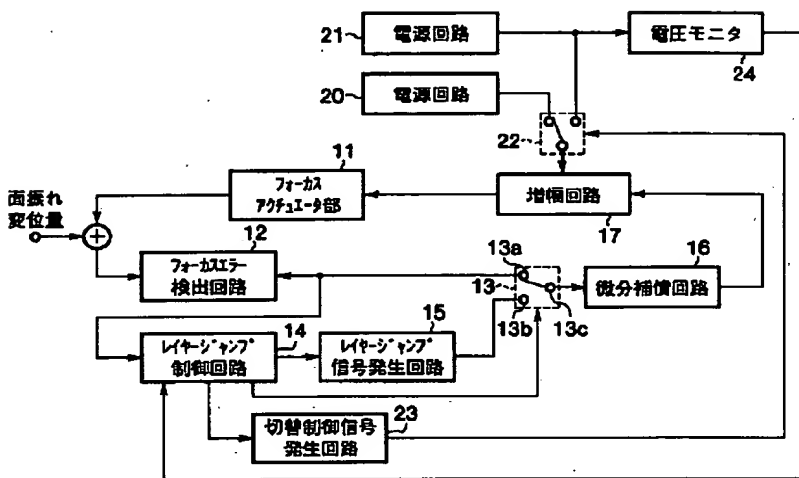 21
電源回路
電圧モニタ
24
20
電源回路
22
11
フォーカス
アクチュエータ部
増幅回路
17
面振れ
変位量
12
フォーカスエラー
検出回路
13a
13
13b
13c
16
微分補償回路
14
レイヤージャンプ
制御回路
15
レイヤージャンプ
信号発生回路
切替制御信号
発生回路
23